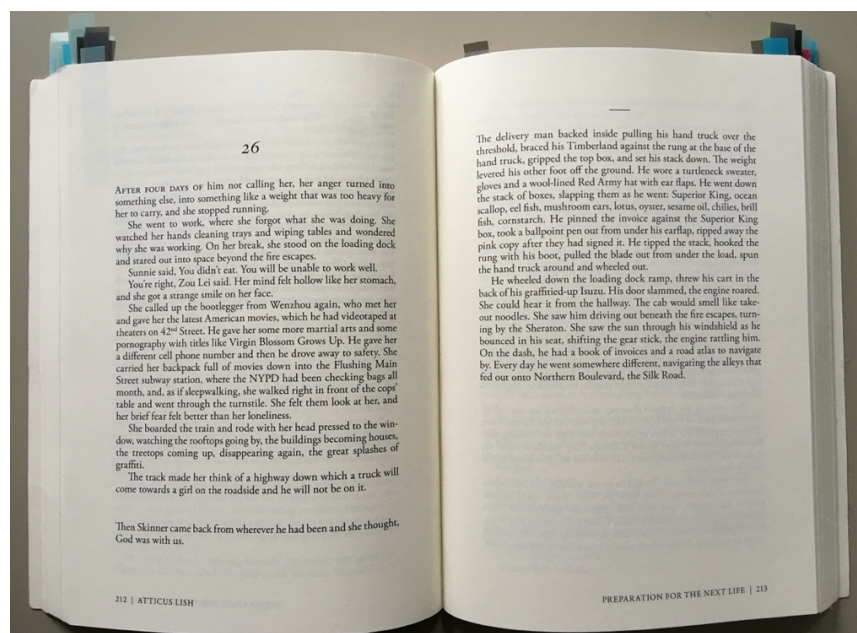 26
AFTER FOUR DAYS OF him not calling her, her anger turned into
something else, into something like a weight that was too heavy for
her to carry, and she stopped running.
She went to work, where she forgot what she was doing. She
watched her hands cleaning trays and wiping tables and wondered
why she was working. On her break, she stood on the loading dock
and stared out into space beyond the fire escapes.
Sunnie said, You didn't eat. You will be unable to work well.
You're right, Zou Lei said. Her mind felt hollow like her stomach,
and she got a strange smile on her face.
She called up the bootlegger from Wenzhou again, who met her
and gave her the latest American movies, which he had videotaped at
theaters on 42nd Street. He gave her some more martial arts and some
pornography with titles like Virgin Blossom Grows Up. He gave her
a different cell phone number and then he drove away to safety. She
carried her backpack full of movies down into the Flushing Main
Street subway station, where the NYPD had been checking bags all
month, and, as if sleepwalking, she walked right in front of the cops'
table and went through the turnstile. She felt them look at her, and
her brief fear felt better than her loneliness.
She boarded the train and rode with her head pressed to the win-
dow, watching the rooftops going by, the buildings becoming houses,
the treetops coming up, disappearing again, the great splashes of
graffiti.
The track made her think of a highway down which a truck will
come towards a girl on the roadside and he will not be on it.
Then Skinner came back from wherever he had been and she thought,
God was with us.
212 | ATTICUS LISH
The delivery man backed inside pulling his hand truck over the
threshold, braced his Timberland against the rung at the base of the
hand truck, gripped the top box, and set his stack down. The weight
levered his other foot off the ground. He wore a turtleneck sweater,
gloves and a wool-lined Red Army hat with ear flaps. He went down
the stack of boxes, slapping them as he went: Superior King, ocean
scallop, eel fish, mushroom ears, lotus, oyster, sesame oil, chilies, brill
fish, cornstarch. He pinned the invoice against the Superior King
box, took a ballpoint pen out from under his earflap, ripped away the
pink copy after they had signed it. He tipped the stack, hooked the
rung with his boot, pulled the blade out from under the load, spun
the hand truck around and wheeled out.
He wheeled down the loading dock ramp, threw his cart in the
back of his graffitied-up Isuzu. His door slammed, the engine roared.
She could hear it from the hallway. The cab would smell like take-
out noodles. She saw him driving out beneath the fire escapes, turn-
ing by the Sheraton. She saw the sun through his windshield as he
bounced in his seat, shifting the gear stick, the engine rattling him.
On the dash, he had a book of invoices and a road atlas to navigate
by. Every day he went somewhere different, navigating the alleys that
fed out onto Northern Boulevard, the Silk Road.
PREPARATION FOR THE NEXT LIFE | 213